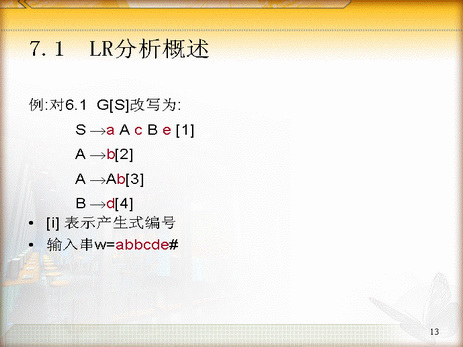 7.1 LR分析概述
例:对6.1 G[S]改写为:
S →a A c B e [1]
A →b[2]
A →Ab[3]
B →d[4]
• [i] 表示产生式编号
• 输入串w=abbcde#
13